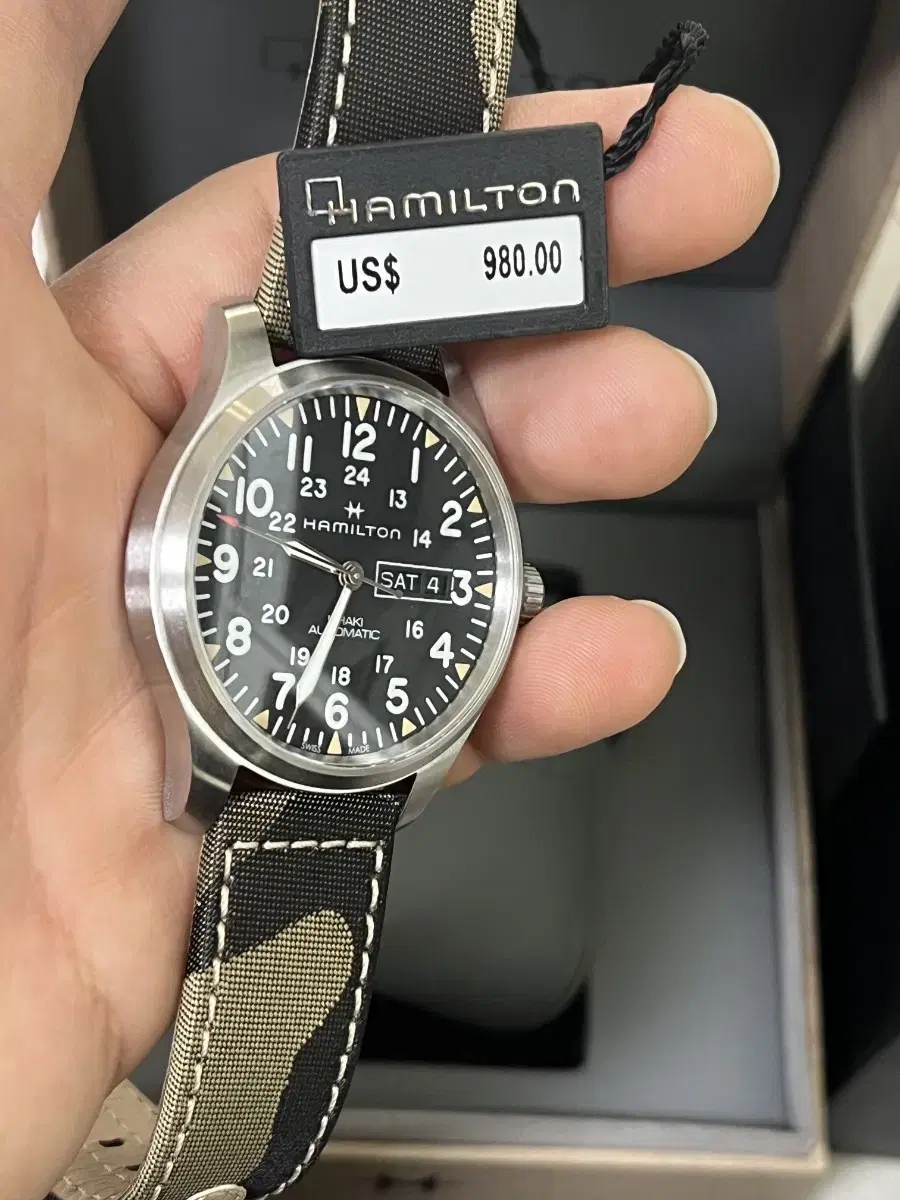 HAMILTON
US$ 980.00
12
11 1
24
23 13
10 2
22 HAMILTON 14
9 21 SAT 4 3
20 16
8 KHAKI 4
AUTOMATIC
19 18 17
7 6 5
SWISS MADE